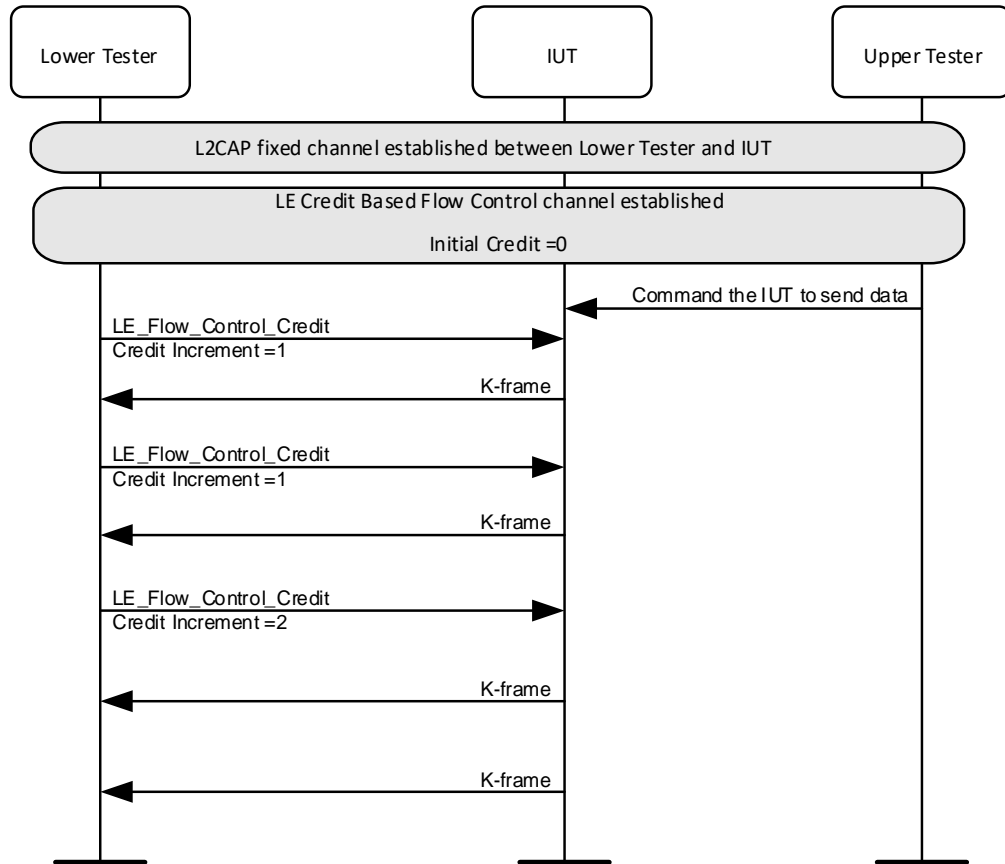 Lower Tester
IUT
Upper Tester
L2CAP fixed channel established between Lower Tester and IUT
LE Credit Based Flow Control channel established
Initial Credit =0
Command the IUT to send data
LE_Flow_Control_Credit
Credit Increment =1
K-frame
LE_Flow_Control_Credit
Credit Increment =1
K-frame
LE_Flow_Control_Credit
Credit Increment =2
K-frame
K-frame